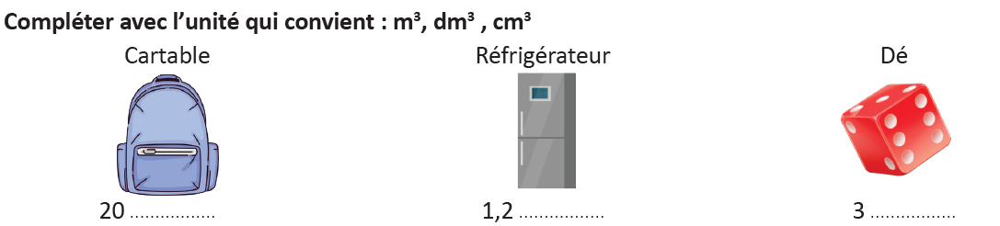 Compléter avec l’unité qui convient : m³, dm³ , cm³
Cartable Réfrigérateur Dé
20 ................. 1,2 ................. 3 .................